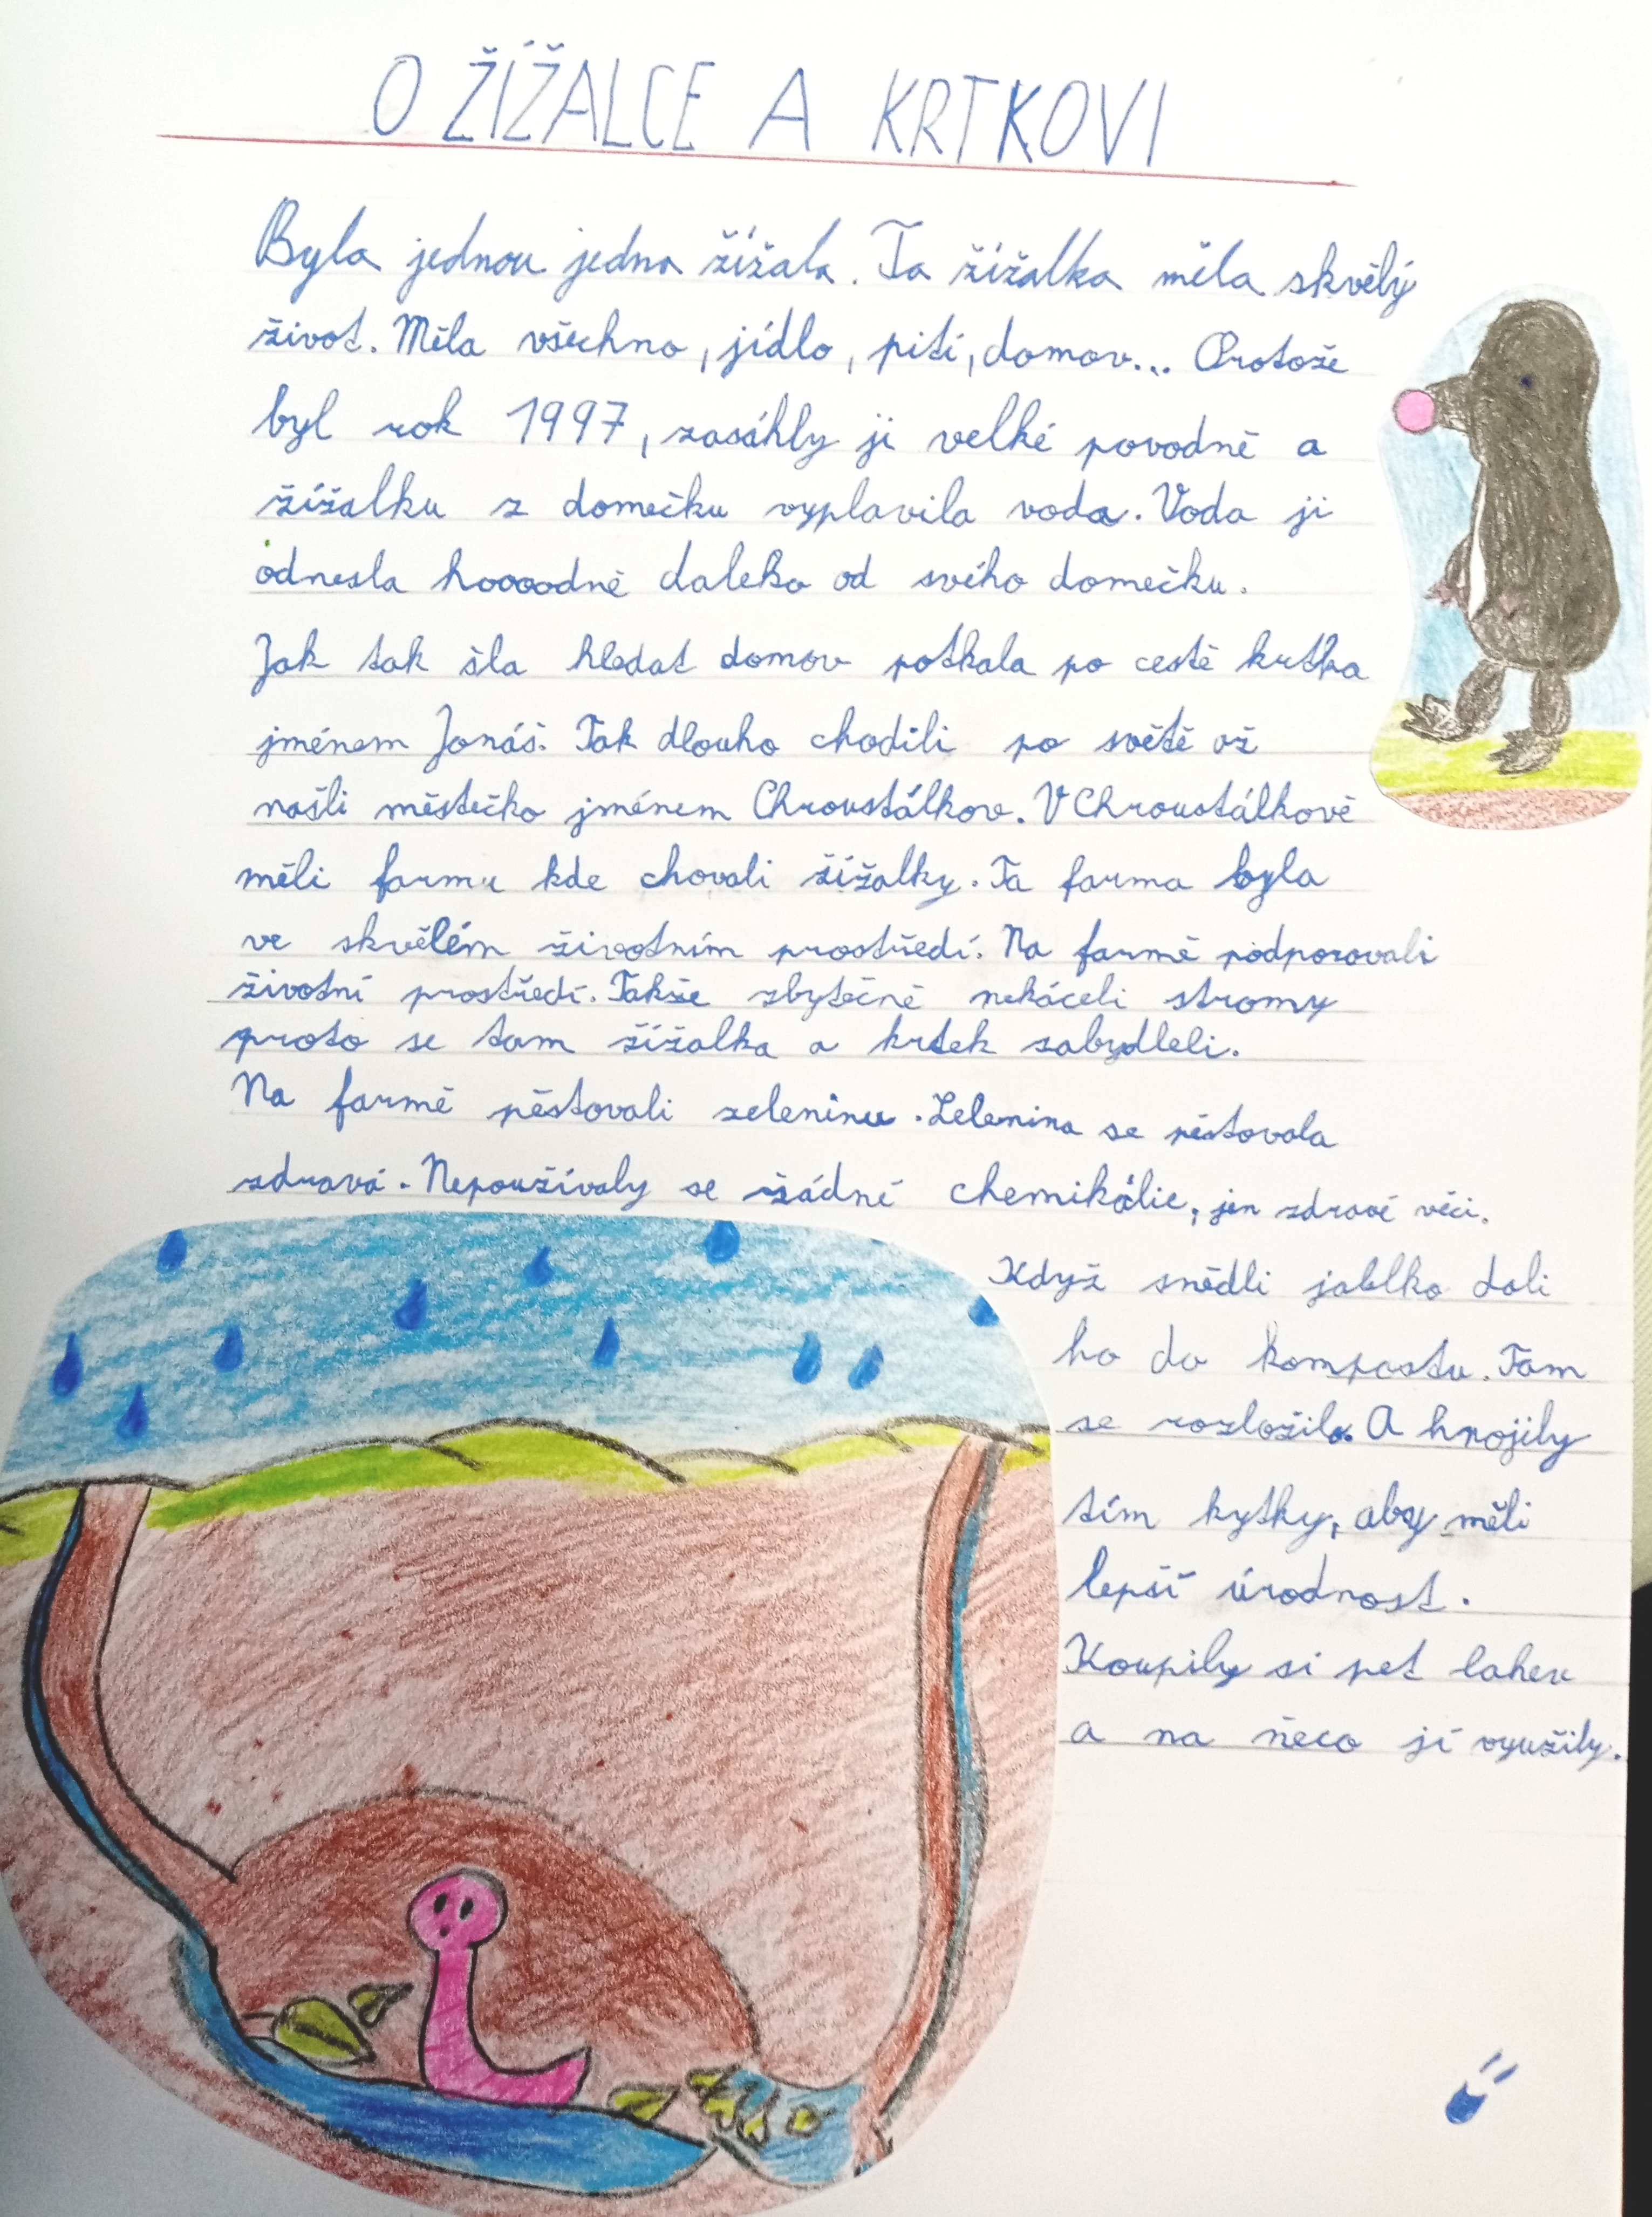 O ŽÍŽALCE A KRTKOVI
Byla jednou jedna žížala. Ta žížalka měla skvělý
život. Měla všechno, jídlo, pití, domov... Protože
byl rok 1997, zasáhly ji velké povodně a
žížalku z domečku vyplavila voda. Voda ji
odnesla hoooodně daleko od svého domečku.
Jak tak šla hledat domov potkala po cestě krtka
jménem Jonáš. Tak dlouho chodili po světě až
našli městečko jménem Chroustálkov. V Chroustálkově
měli farmu kde chovali žížalky. Ta farma byla
ve skvělém životním prostředí. Na farmě podporovali
životní prostředí. Takže zbytečně nekáceli stromy
proto se tam žížalka a krtek zabydleli.
Na farmě pěstovali zeleninu. Zelenina se pěstovala
zdravá. Nepoužívaly se žádné chemikálie, jen zdravé věci.
Když snědli jablko dali
ho do kompostu. Tam
se rozložilo. A hnojily
tím kytky, aby měli
lepší úrodnost.
Koupily si pet lahev
a na něco jí využily.